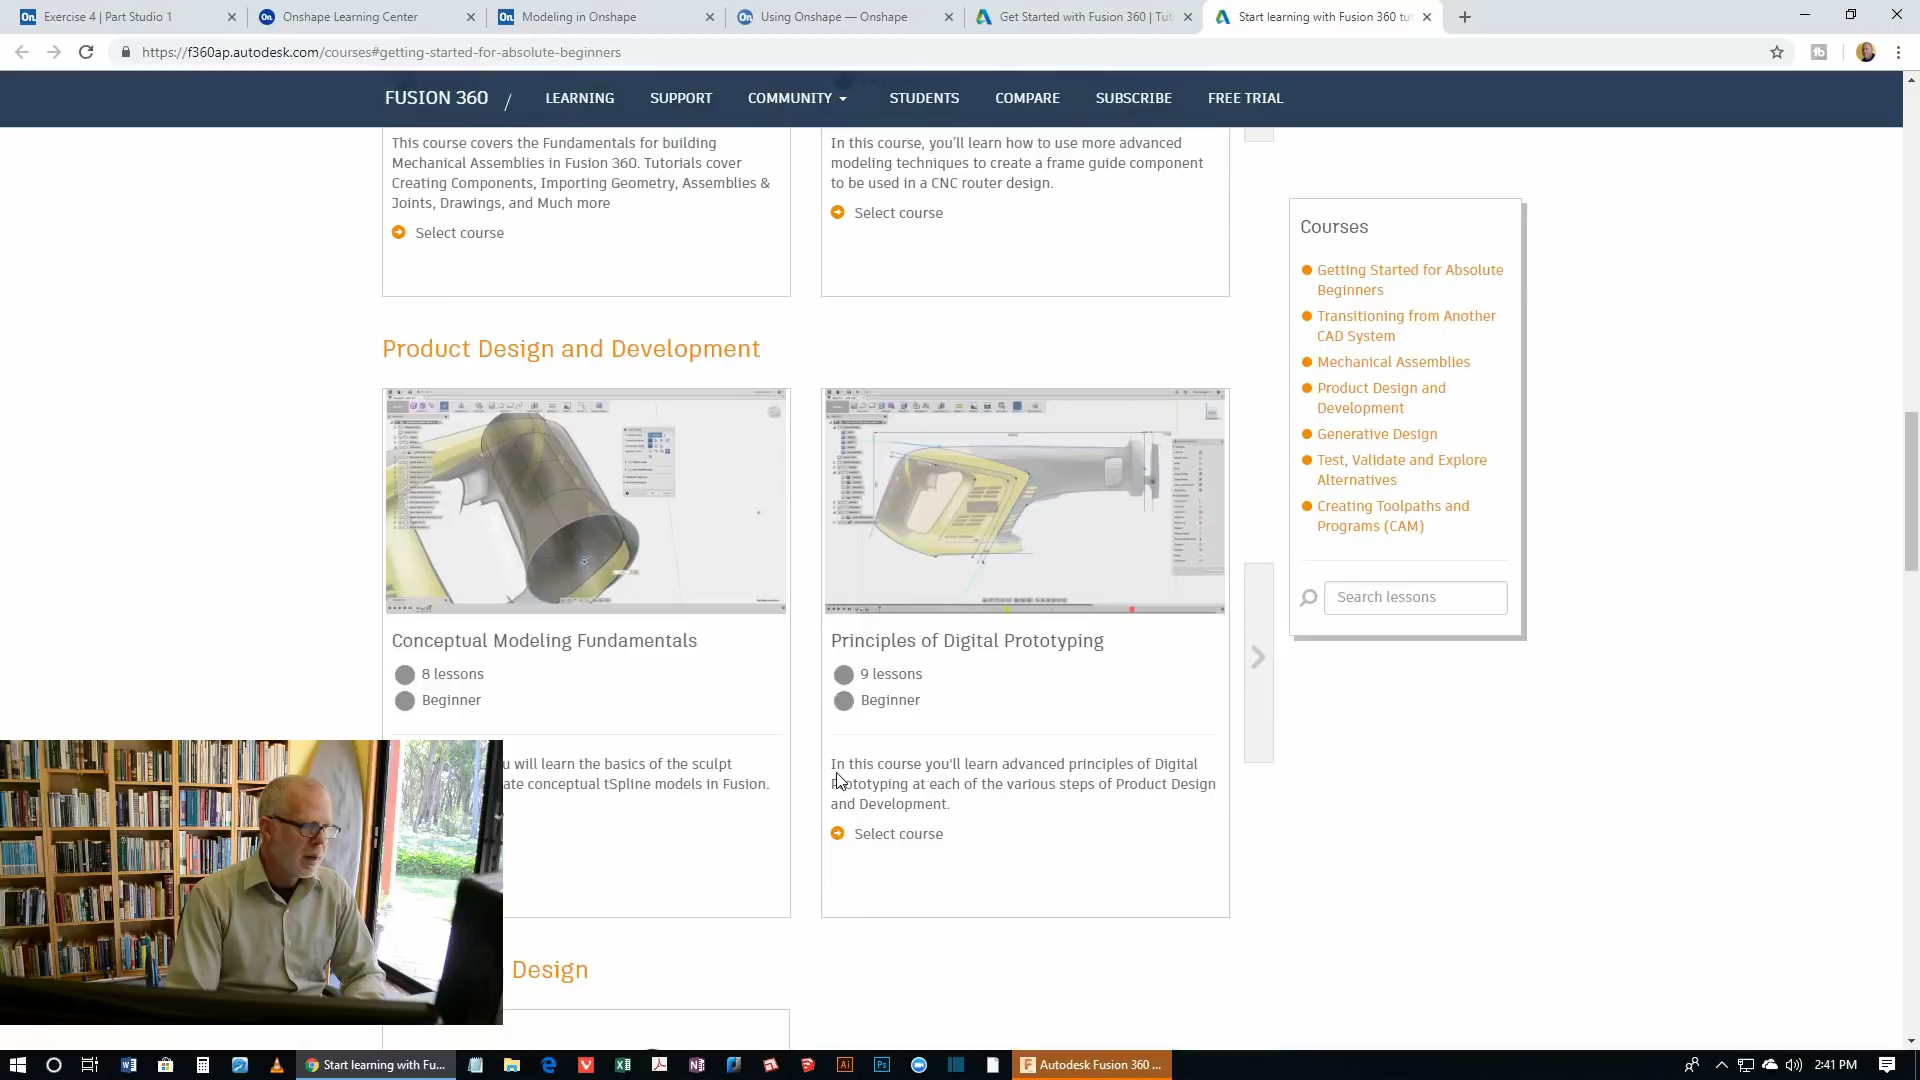 Exercise 4 | Part Studio 1
Onshape Learning Center
Modeling in Onshape
Using Onshape — Onshape
Get Started with Fusion 360 | Tu
Start learning with Fusion 360 tu
https://f360ap.autodesk.com/courses#getting-started-for-absolute-beginners
FUSION 360 / LEARNING SUPPORT COMMUNITY STUDENTS COMPARE SUBSCRIBE FREE TRIAL
This course covers the Fundamentals for building
Mechanical Assemblies in Fusion 360. Tutorials cover
Creating Components, Importing Geometry, Assemblies &
Joints, Drawings, and Much more
Select course
In this course, you'll learn how to use more advanced
modeling techniques to create a frame guide component
to be used in a CNC router design.
Select course
Product Design and Development
Conceptual Modeling Fundamentals
8 lessons
Beginner
u will learn the basics of the sculpt
ate conceptual tSpline models in Fusion.
Principles of Digital Prototyping
9 lessons
Beginner
In this course you'll learn advanced principles of Digital
Prototyping at each of the various steps of Product Design
and Development.
Select course
Design
Courses
Getting Started for Absolute
Beginners
Transitioning from Another
CAD System
Mechanical Assemblies
Product Design and
Development
Generative Design
Test, Validate and Explore
Alternatives
Creating Toolpaths and
Programs (CAM)
Search lessons
Start learning with Fu...
Autodesk Fusion 360 ...
2:41 PM